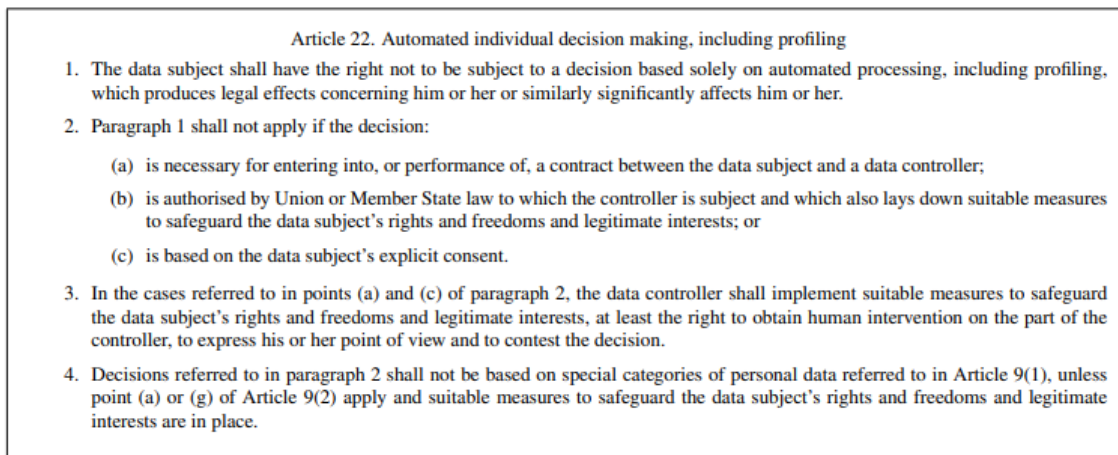 Article 22. Automated individual decision making, including profiling
1. The data subject shall have the right not to be subject to a decision based solely on automated processing, including profiling,
which produces legal effects concerning him or her or similarly significantly affects him or her.
2. Paragraph 1 shall not apply if the decision:
(a) is necessary for entering into, or performance of, a contract between the data subject and a data controller;
(b) is authorised by Union or Member State law to which the controller is subject and which also lays down suitable measures
to safeguard the data subject's rights and freedoms and legitimate interests; or
(c) is based on the data subject's explicit consent.
3. In the cases referred to in points (a) and (c) of paragraph 2, the data controller shall implement suitable measures to safeguard
the data subject's rights and freedoms and legitimate interests, at least the right to obtain human intervention on the part of the
controller, to express his or her point of view and to contest the decision.
4. Decisions referred to in paragraph 2 shall not be based on special categories of personal data referred to in Article 9(1), unless
point (a) or (g) of Article 9(2) apply and suitable measures to safeguard the data subject's rights and freedoms and legitimate
interests are in place.